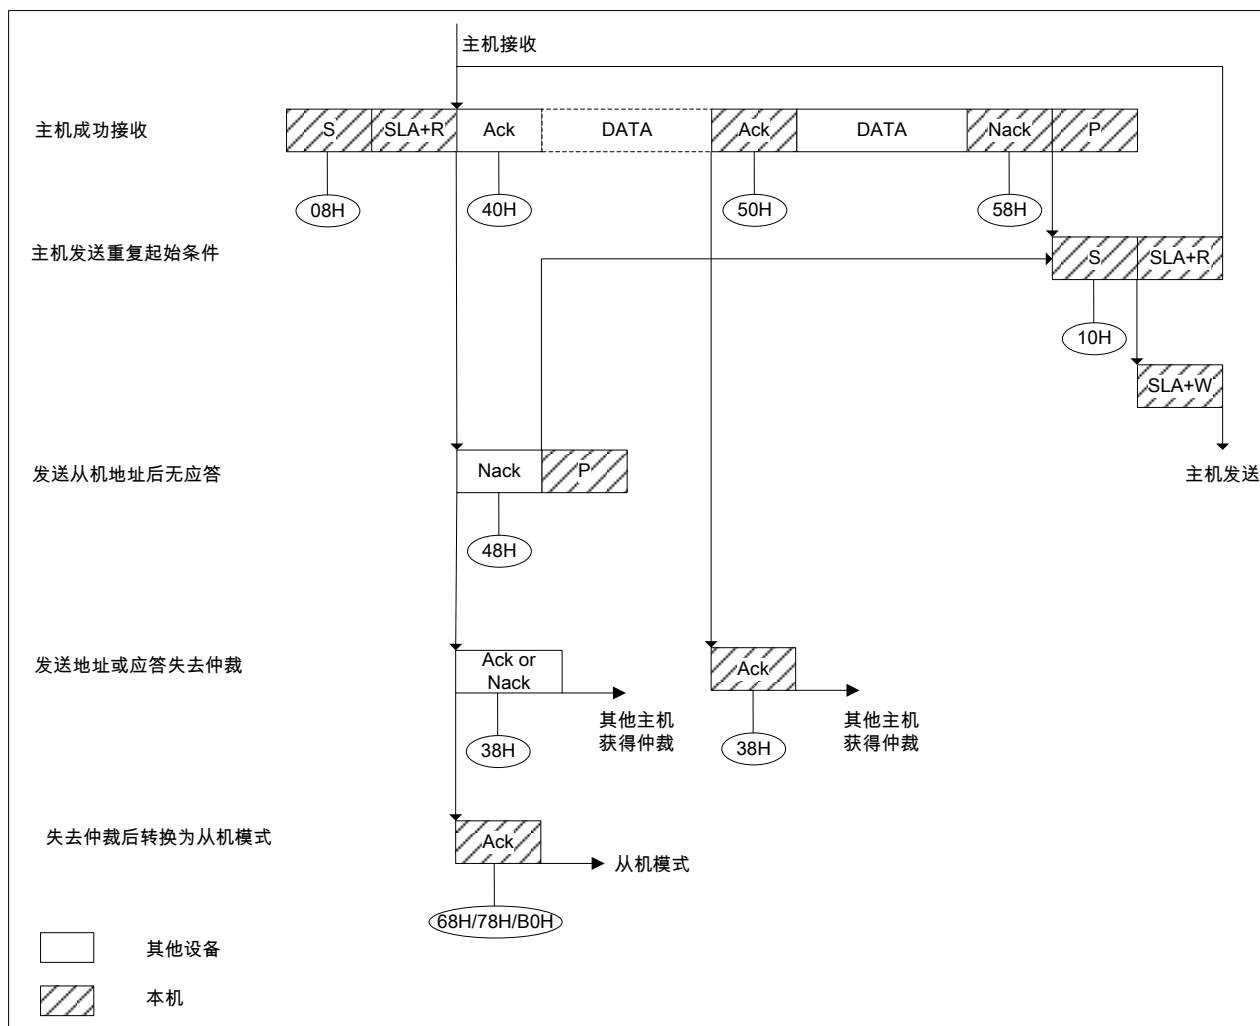 主机接收
主机成功接收
S
SLA+R
Ack
DATA
Ack
DATA
Nack
P
08H
40H
50H
58H
主机发送重复起始条件
S
SLA+R
10H
SLA+W
主机发送
发送从机地址后无应答
Nack
P
48H
发送地址或应答失去仲裁
Ack or
Nack
Ack
其他主机
获得仲裁
其他主机
获得仲裁
38H
38H
失去仲裁后转换为从机模式
Ack
从机模式
68H/78H/B0H
其他设备
本机